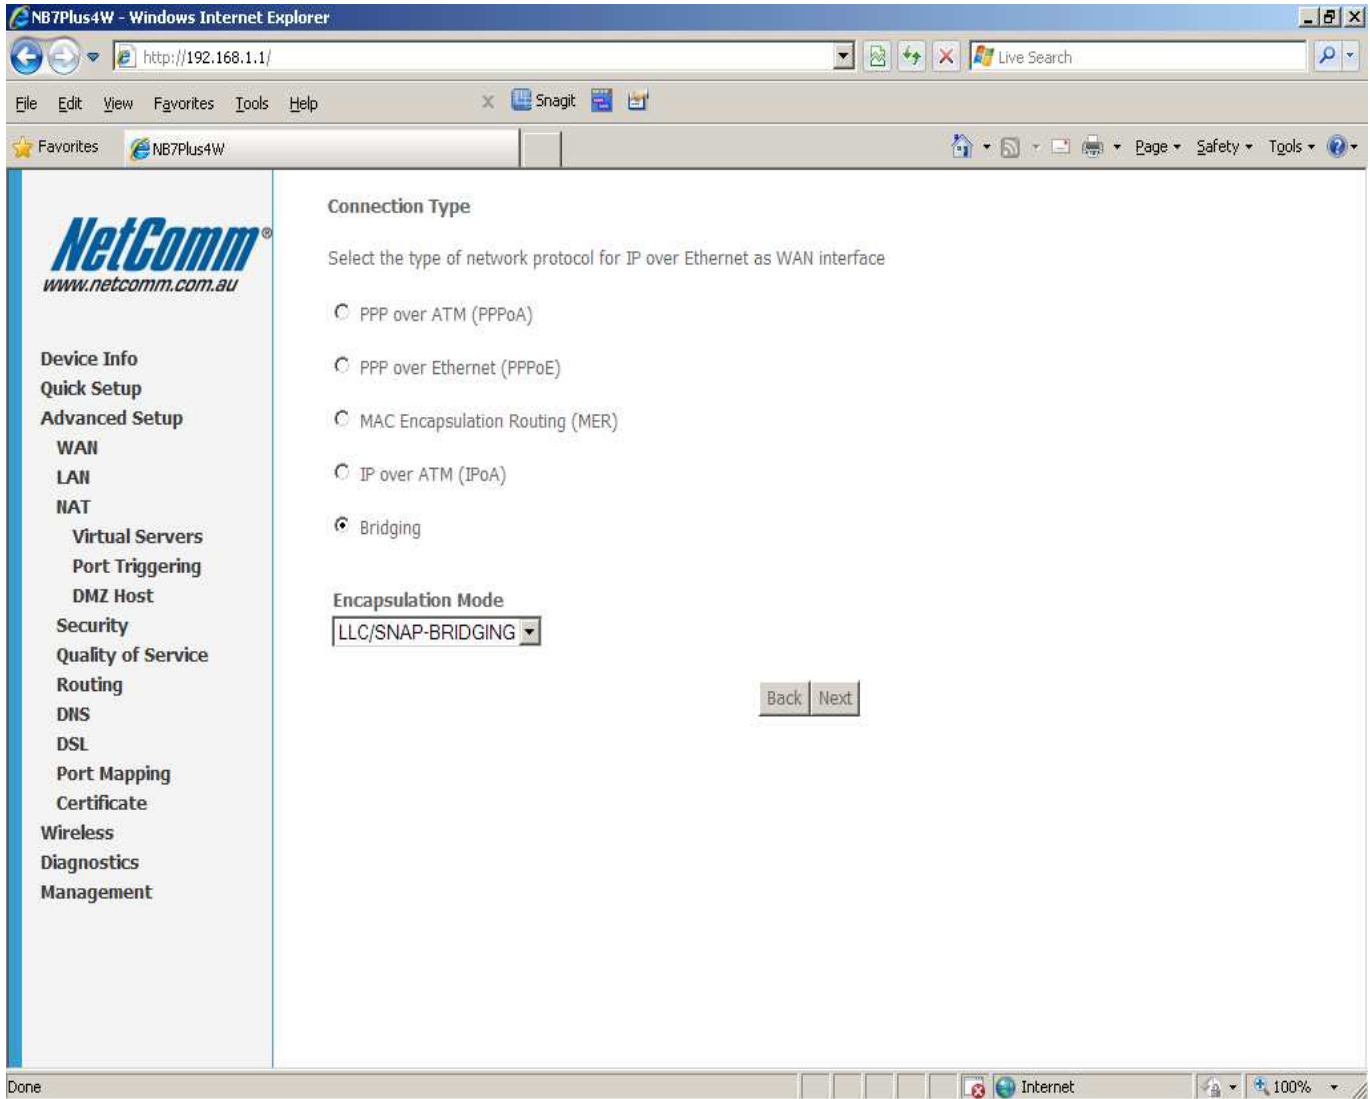 NB7Plus4W - Windows Internet Explorer
http://192.168.1.1/
Live Search
File Edit View Favorites Tools Help
x Snagit
Favorites NB7Plus4W
Page Safety Tools
NetComm®
www.netcomm.com.au
Device Info
Quick Setup
Advanced Setup
WAN
LAN
NAT
Virtual Servers
Port Triggering
DMZ Host
Security
Quality of Service
Routing
DNS
DSL
Port Mapping
Certificate
Wireless
Diagnostics
Management
Connection Type
Select the type of network protocol for IP over Ethernet as WAN interface
PPP over ATM (PPPoA)
PPP over Ethernet (PPPoE)
MAC Encapsulation Routing (MER)
IP over ATM (IPoA)
Bridging
Encapsulation Mode
LLC/SNAP-BRIDGING
Back Next
Done
Internet
100%